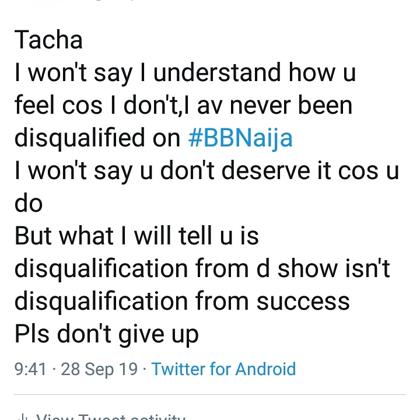 Tacha
I won't say I understand how u
feel cos I don't,I av never been
disqualified on #BBNaija
I won't say u don't deserve it cos u
do
But what I will tell u is
disqualification from d show isn't
disqualification from success
Pls don't give up
9:41 · 28 Sep 19 · Twitter for Android
View Tweet activity